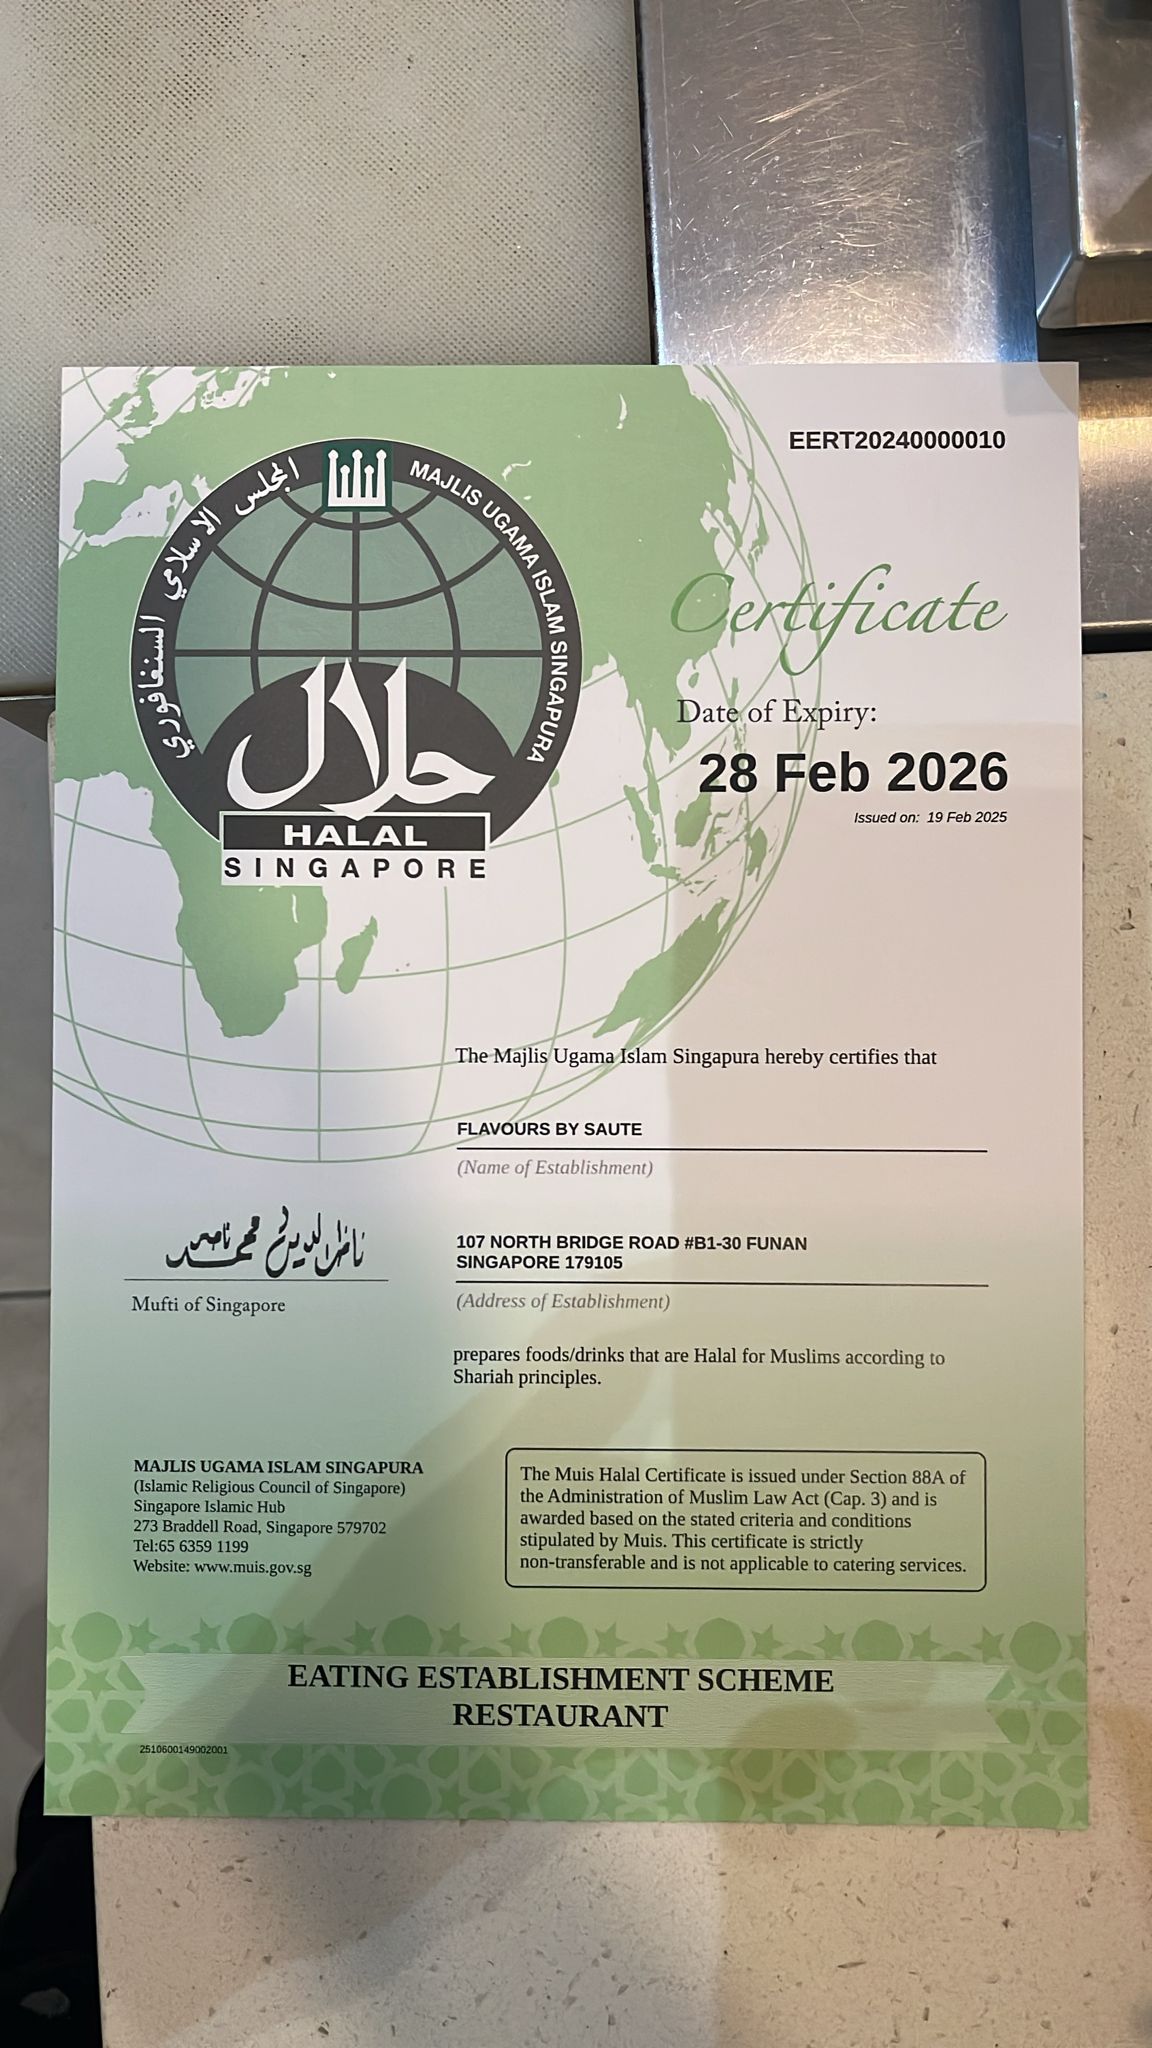 EERT20240000010
المجلس الاسلامي السنغافوري
MAJLIS UGAMA ISLAM SINGAPURA
حلال
HALAL
SINGAPORE
Certificate
Date of Expiry:
28 Feb 2026
Issued on: 19 Feb 2025
The Majlis Ugama Islam Singapura hereby certifies that
FLAVOURS BY SAUTE
(Name of Establishment)
107 NORTH BRIDGE ROAD #B1-30 FUNAN
SINGAPORE 179105
(Address of Establishment)
Mufti of Singapore
prepares foods/drinks that are Halal for Muslims according to
Shariah principles.
MAJLIS UGAMA ISLAM SINGAPURA
(Islamic Religious Council of Singapore)
Singapore Islamic Hub
273 Braddell Road, Singapore 579702
Tel:65 6359 1199
Website: www.muis.gov.sg
The Muis Halal Certificate is issued under Section 88A of
the Administration of Muslim Law Act (Cap. 3) and is
awarded based on the stated criteria and conditions
stipulated by Muis. This certificate is strictly
non-transferable and is not applicable to catering services.
EATING ESTABLISHMENT SCHEME
RESTAURANT
2510600149002001